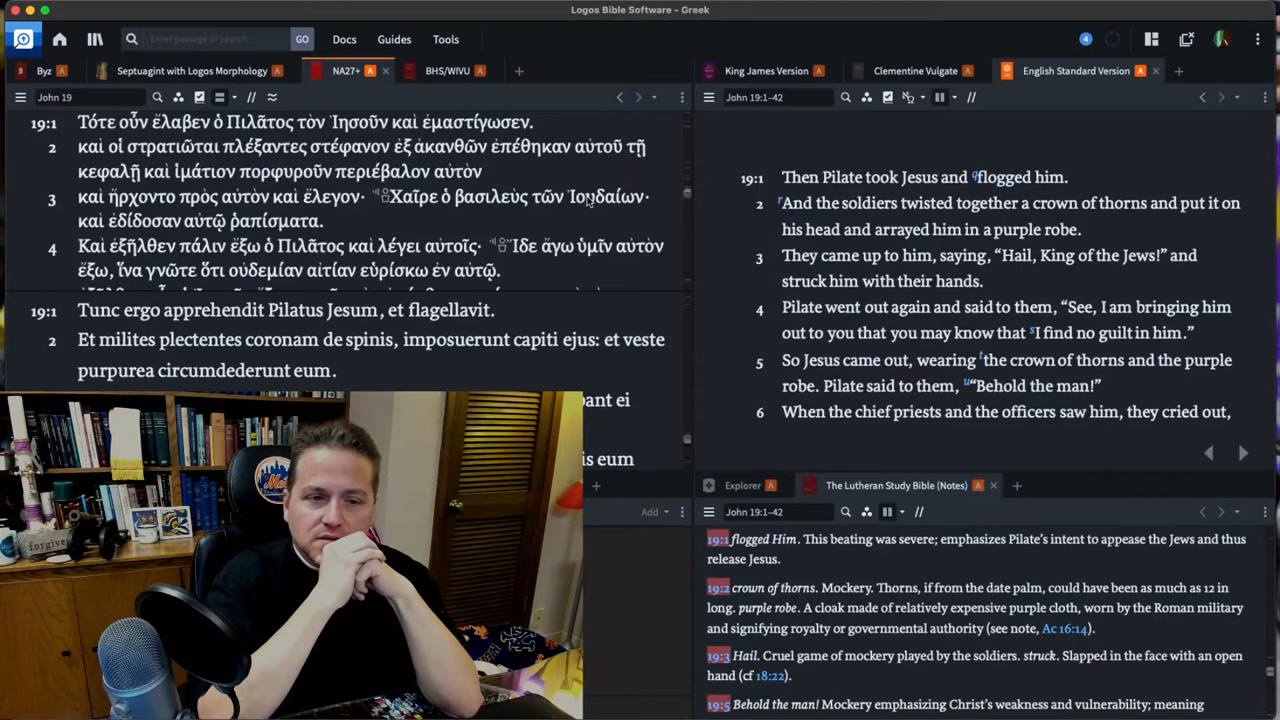 Logos Bible Software - Greek
Enter passage or search
GO
Docs
Guides
Tools
4
Byz A
Septuagint with Logos Morphology A
NA27+ A
BHS/WIVU A
King James Version A
Clementine Vulgate A
English Standard Version A
John 19
John 19:1–42
19:1 Τότε οὖν ἔλαβεν ὁ Πιλᾶτος τὸν Ἰησοῦν καὶ ἐμαστίγωσεν.
2 καὶ οἱ στρατιῶται πλέξαντες στέφανον ἐξ ἀκανθῶν ἐπέθηκαν αὐτοῦ τῇ
κεφαλῇ καὶ ἱμάτιον πορφυροῦν περιέβαλον αὐτὸν
3 καὶ ἤρχοντο πρὸς αὐτὸν καὶ ἔλεγον· Χαῖρε ὁ βασιλεὺς τῶν Ἰουδαίων·
καὶ ἐδίδοσαν αὐτῷ ῥαπίσματα.
4 Καὶ ἐξῆλθεν πάλιν ἔξω ὁ Πιλᾶτος καὶ λέγει αὐτοῖς· Ἴδε ἄγω ὑμῖν αὐτὸν
ἔξω, ἵνα γνῶτε ὅτι οὐδεμίαν αἰτίαν εὑρίσκω ἐν αὐτῷ.
19:1 Tunc ergo apprehendit Pilatus Jesum, et flagellavit.
2 Et milites plectentes coronam de spinis, imposuerunt capiti ejus: et veste
purpurea circumdederunt eum.
bant ei
is eum
Add
19:1 Then Pilate took Jesus and q flogged him.
2 r And the soldiers twisted together a crown of thorns and put it on
his head and arrayed him in a purple robe.
3 They came up to him, saying, “Hail, King of the Jews!” and
struck him with their hands.
4 Pilate went out again and said to them, “See, I am bringing him
out to you that you may know that s I find no guilt in him.”
5 So Jesus came out, wearing t the crown of thorns and the purple
robe. Pilate said to them, u “Behold the man!”
6 When the chief priests and the officers saw him, they cried out,
Explorer A
The Lutheran Study Bible (Notes) A
John 19:1–42
19:1 flogged Him. This beating was severe; emphasizes Pilate’s intent to appease the Jews and thus
release Jesus.
19:2 crown of thorns. Mockery. Thorns, if from the date palm, could have been as much as 12 in
long. purple robe. A cloak made of relatively expensive purple cloth, worn by the Roman military
and signifying royalty or governmental authority (see note, Ac 16:14).
19:3 Hail. Cruel game of mockery played by the soldiers. struck. Slapped in the face with an open
hand (cf 18:22).
19:5 Behold the man! Mockery emphasizing Christ’s weakness and vulnerability; meaning
Mets
forgive